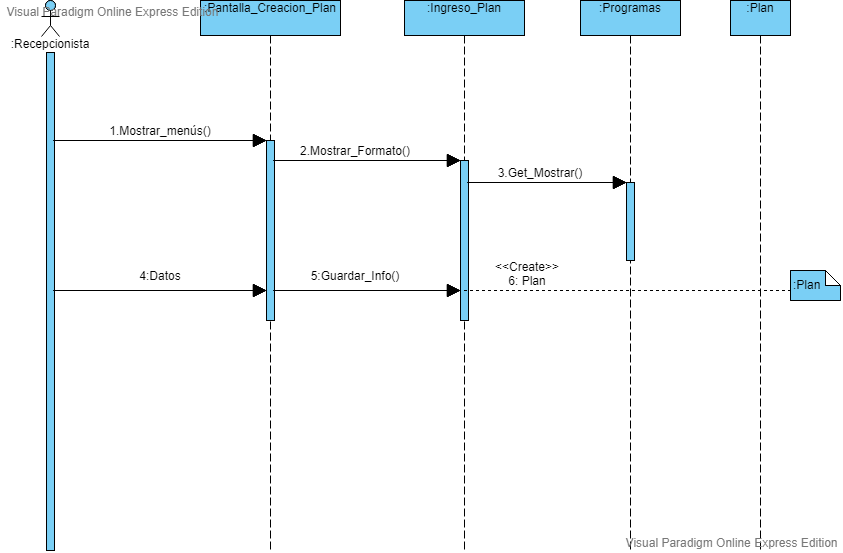 Visual Paradigm Online Express Edition
:Pantalla_Creacion_Plan
:Ingreso_Plan
:Programas
:Plan
:Recepcionista
1.Mostrar_menús()
2.Mostrar_Formato()
3.Get_Mostrar()
4:Datos
5:Guardar_Info()
<<Create>>
6: Plan
:Plan
Visual Paradigm Online Express Edition